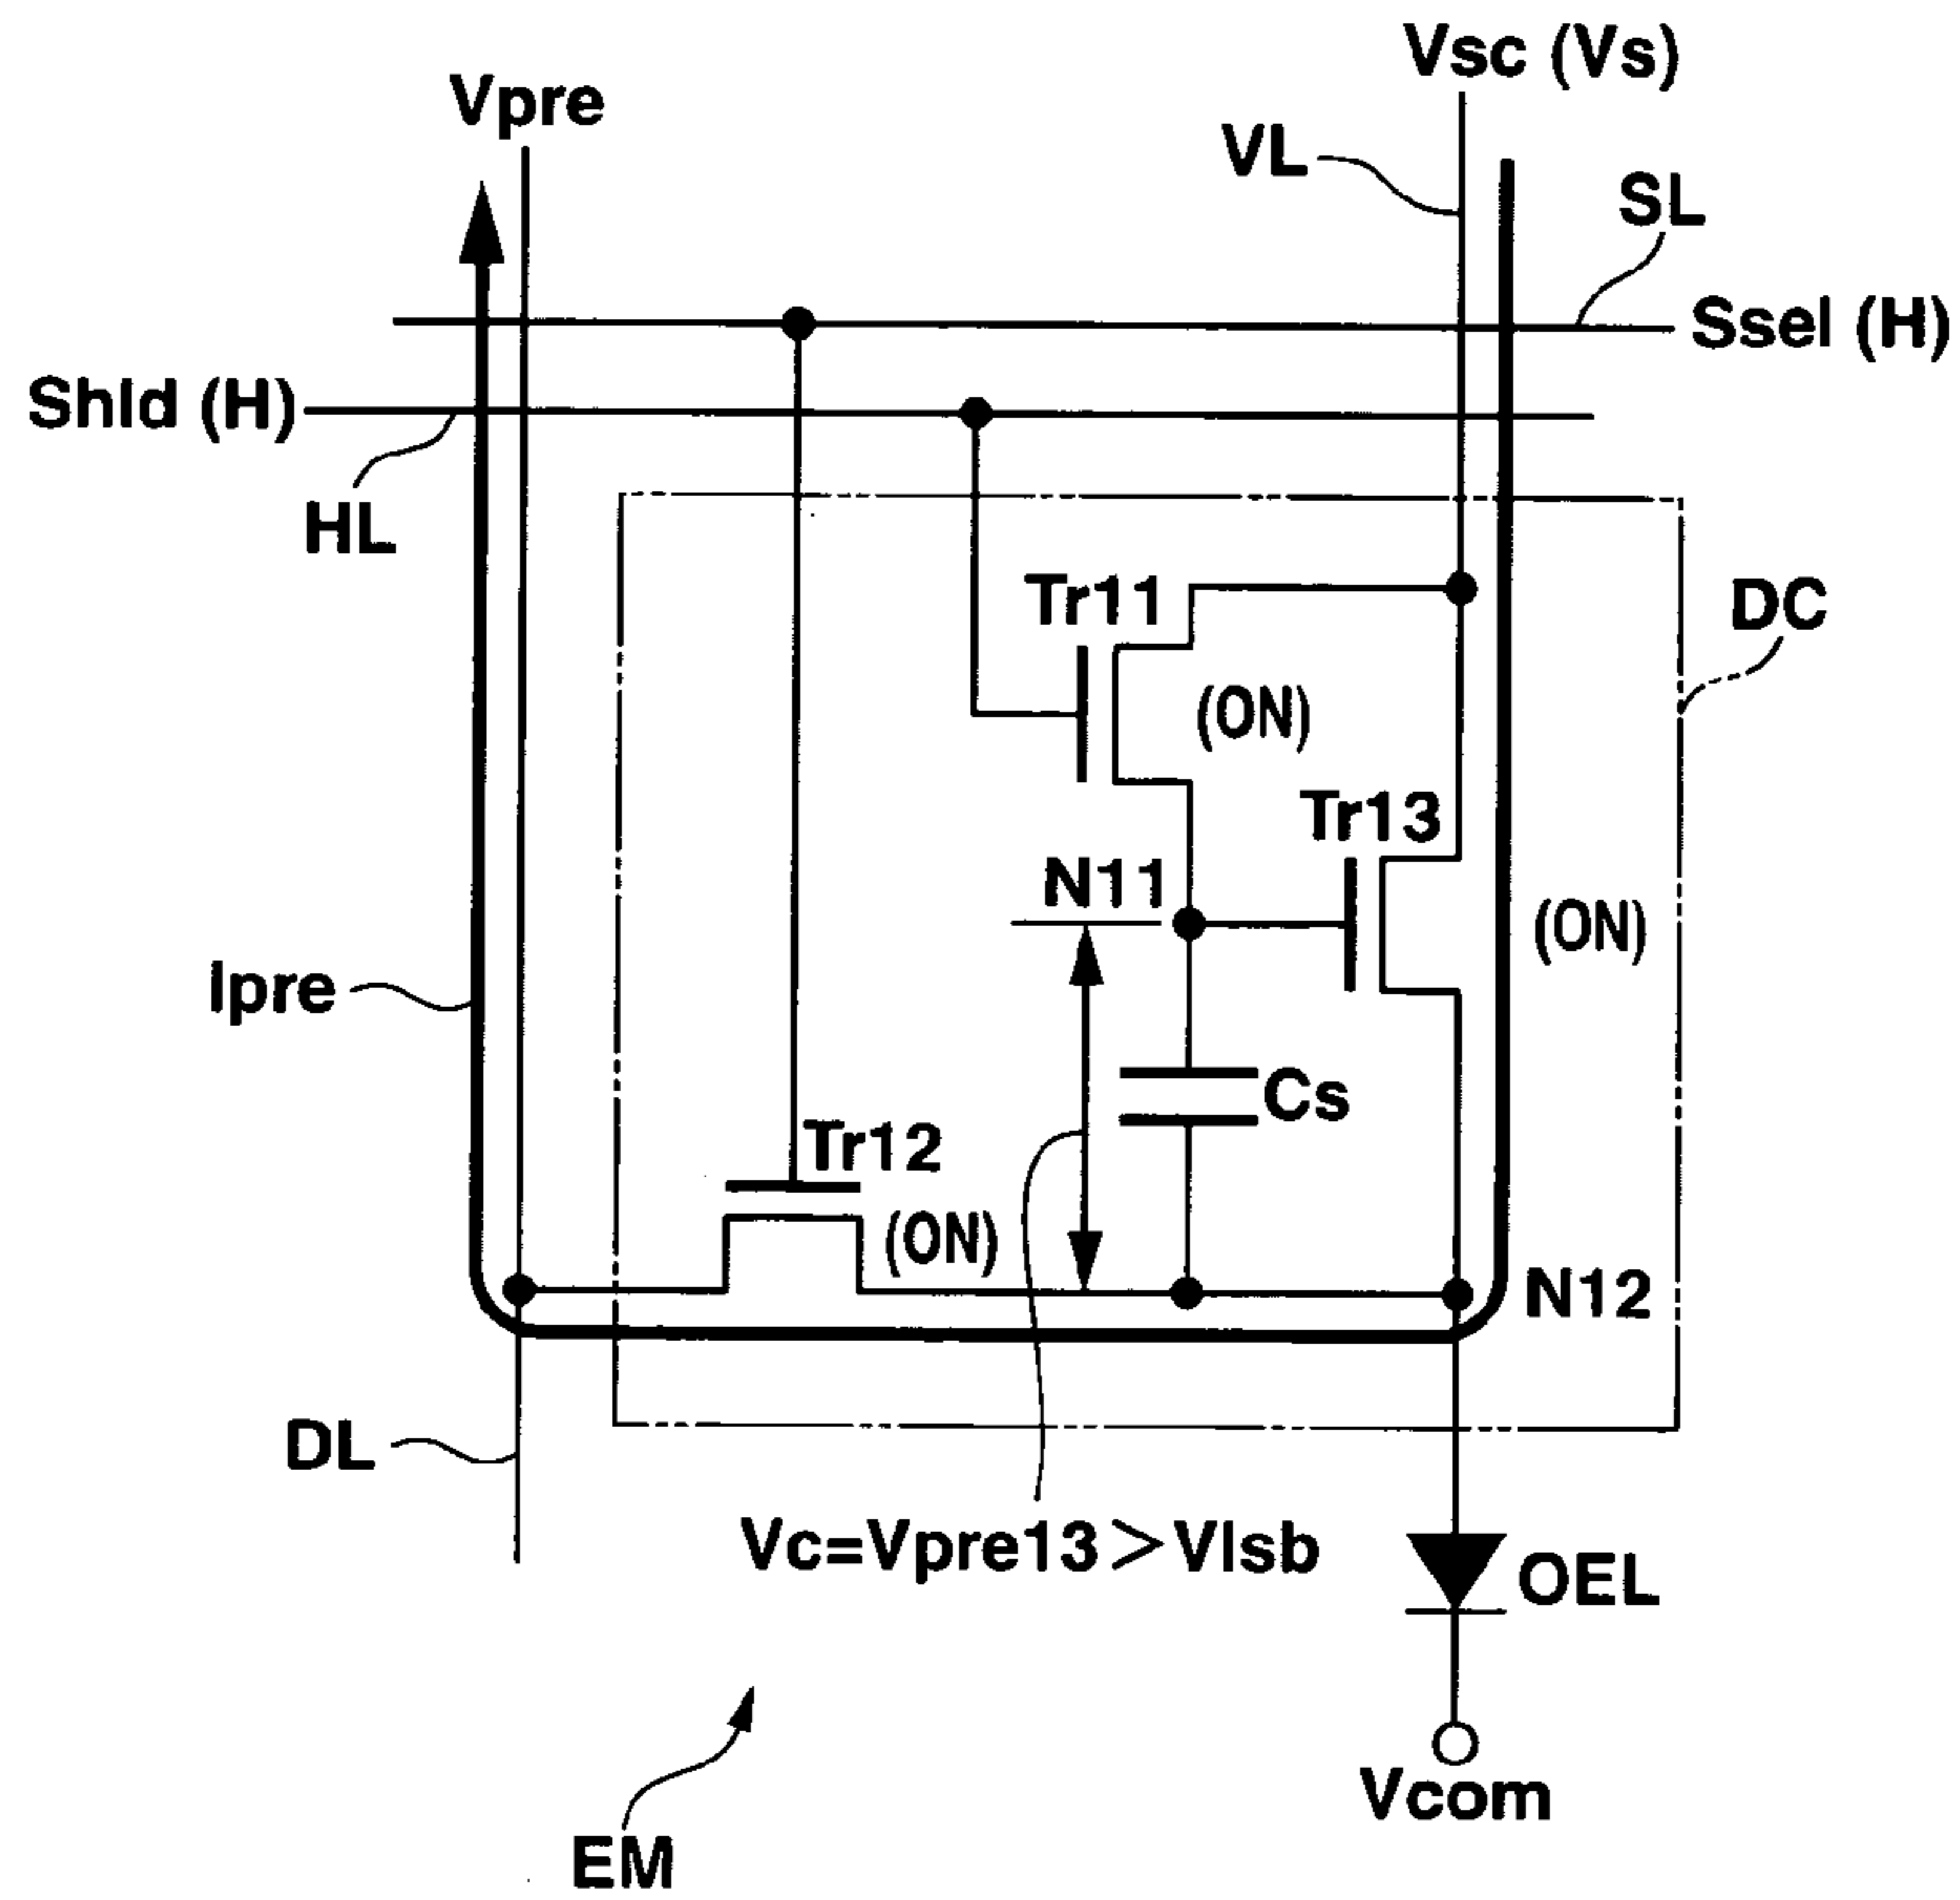 Vsc (Vs)
Vpre
VL
SL
Ssel (H)
Shld (H)
HL
Tr11
DC
(ON)
Tr13
N11
(ON)
Ipre
Cs
Tr12
(ON)
N12
DL
Vc=Vpre13>Vlsb
OEL
Vcom
EM